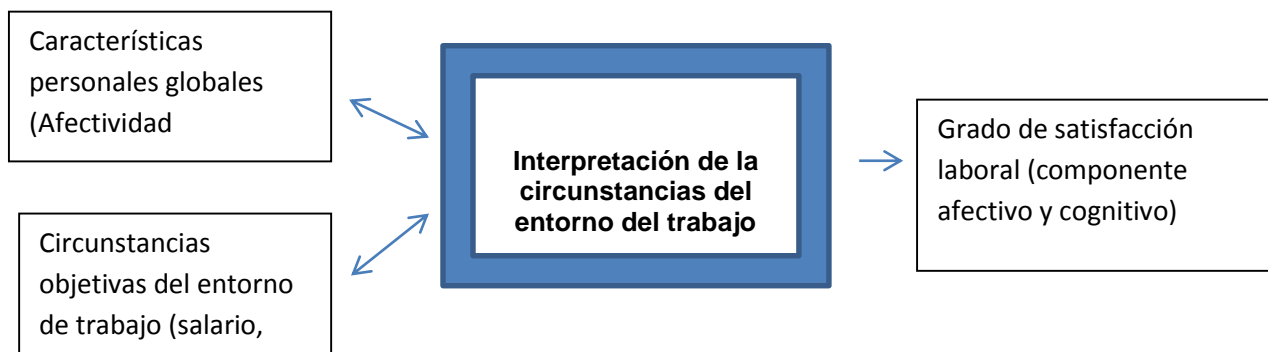 Características
personales globales
(Afectividad
Circunstancias
objetivas del entorno
de trabajo (salario,
Interpretación de la
circunstancias del
entorno del trabajo
Grado de satisfacción
laboral (componente
afectivo y cognitivo)